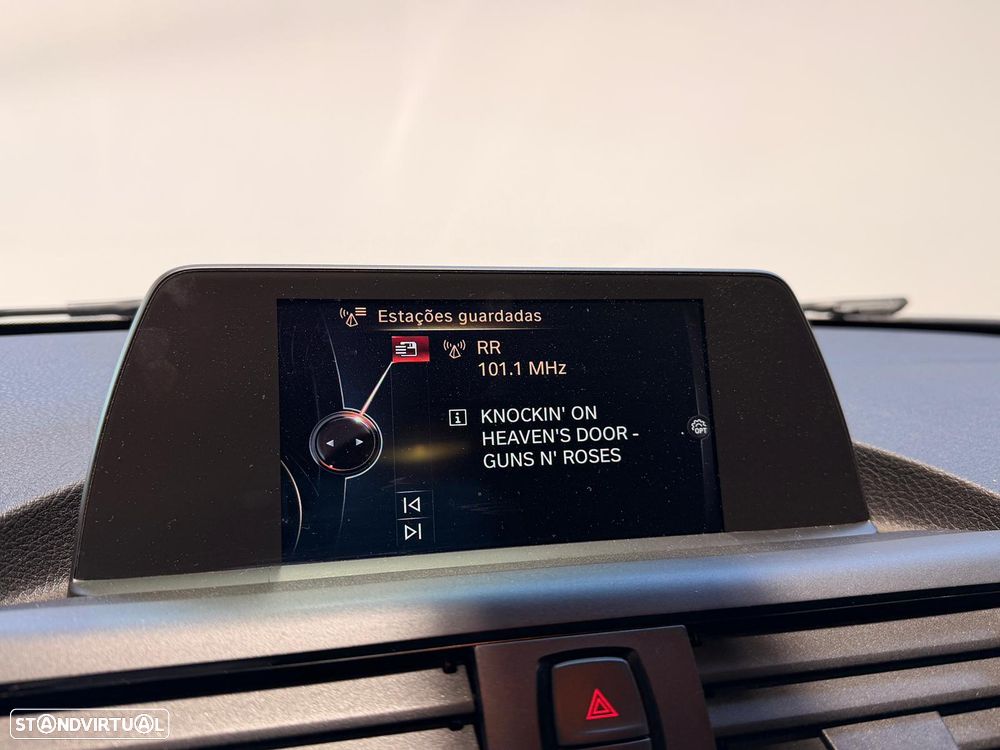 Estações guardadas
RR
101.1 MHz
i KNOCKIN' ON
HEAVEN'S DOOR -
GUNS N' ROSES
OPT
STANDVIRTUAL